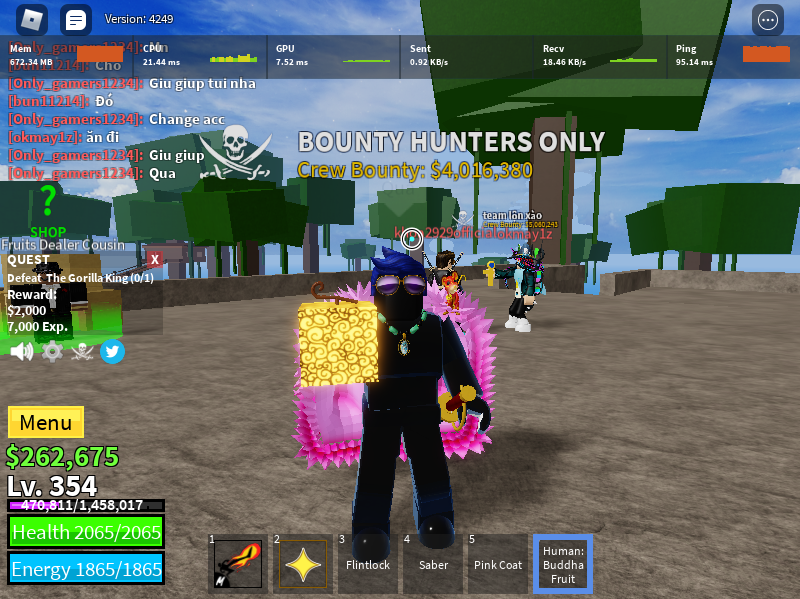 Version: 4249
Mem
672.34 MB
CPU
21.44 ms
GPU
7.52 ms
Sent
0.92 KB/s
Recv
18.46 KB/s
Ping
95.14 ms
[bun11214]: Cho
[Only_gamers1234]: Giu giup tui nha
[bun11214]: Đó
[Only_gamers1234]: Change acc
[okmay1z]: ăn đi
[Only_gamers1234]: Giu giup
[Only_gamers1234]: Qua
BOUNTY HUNTERS ONLY
Crew Bounty: $4,016,380
team lỏn xào
okmay1z
?
SHOP
Fruits Dealer Cousin
QUEST
X
Defeat The Gorilla King (0/1)
Reward:
$2,000
7,000 Exp.
Menu
$262,675
Lv. 354
470,811/1,458,017
Health 2065/2065
Energy 1865/1865
1
2
3
Flintlock
4
Saber
5
Pink Coat
Human:
Buddha
Fruit